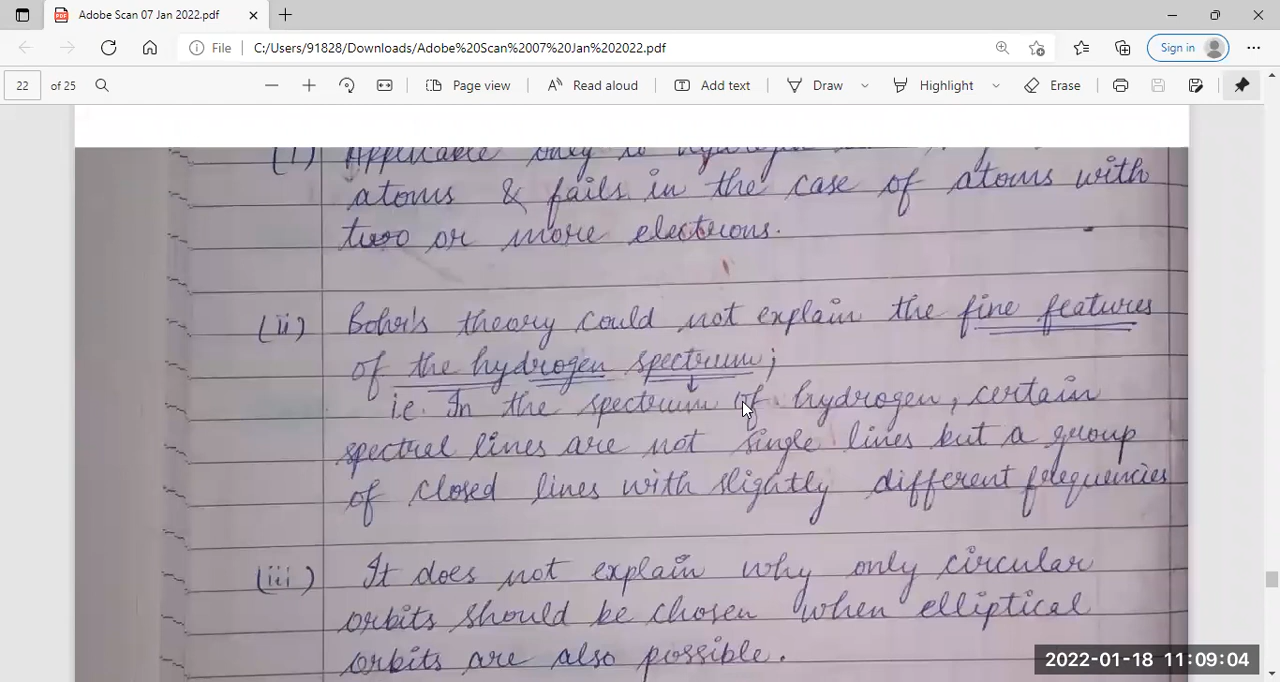 Adobe Scan 07 Jan 2022.pdf
File C:/Users/91828/Downloads/Adobe%20Scan%2007%20Jan%202022.pdf Sign in
22 of 25 Page view Read aloud Add text Draw Highlight Erase
(i) Applicable only to
atoms & fails in the case of atoms with
two or more electrons.
(ii) Bohr's theory could not explain the fine features
of the hydrogen spectrum;
i.e. In the spectrum of hydrogen, certain
spectral lines are not single lines but a group
of closed lines with slightly different frequencies
(iii) It does not explain why only circular
orbits should be chosen when elliptical
orbits are also possible.
2022-01-18 11:09:04